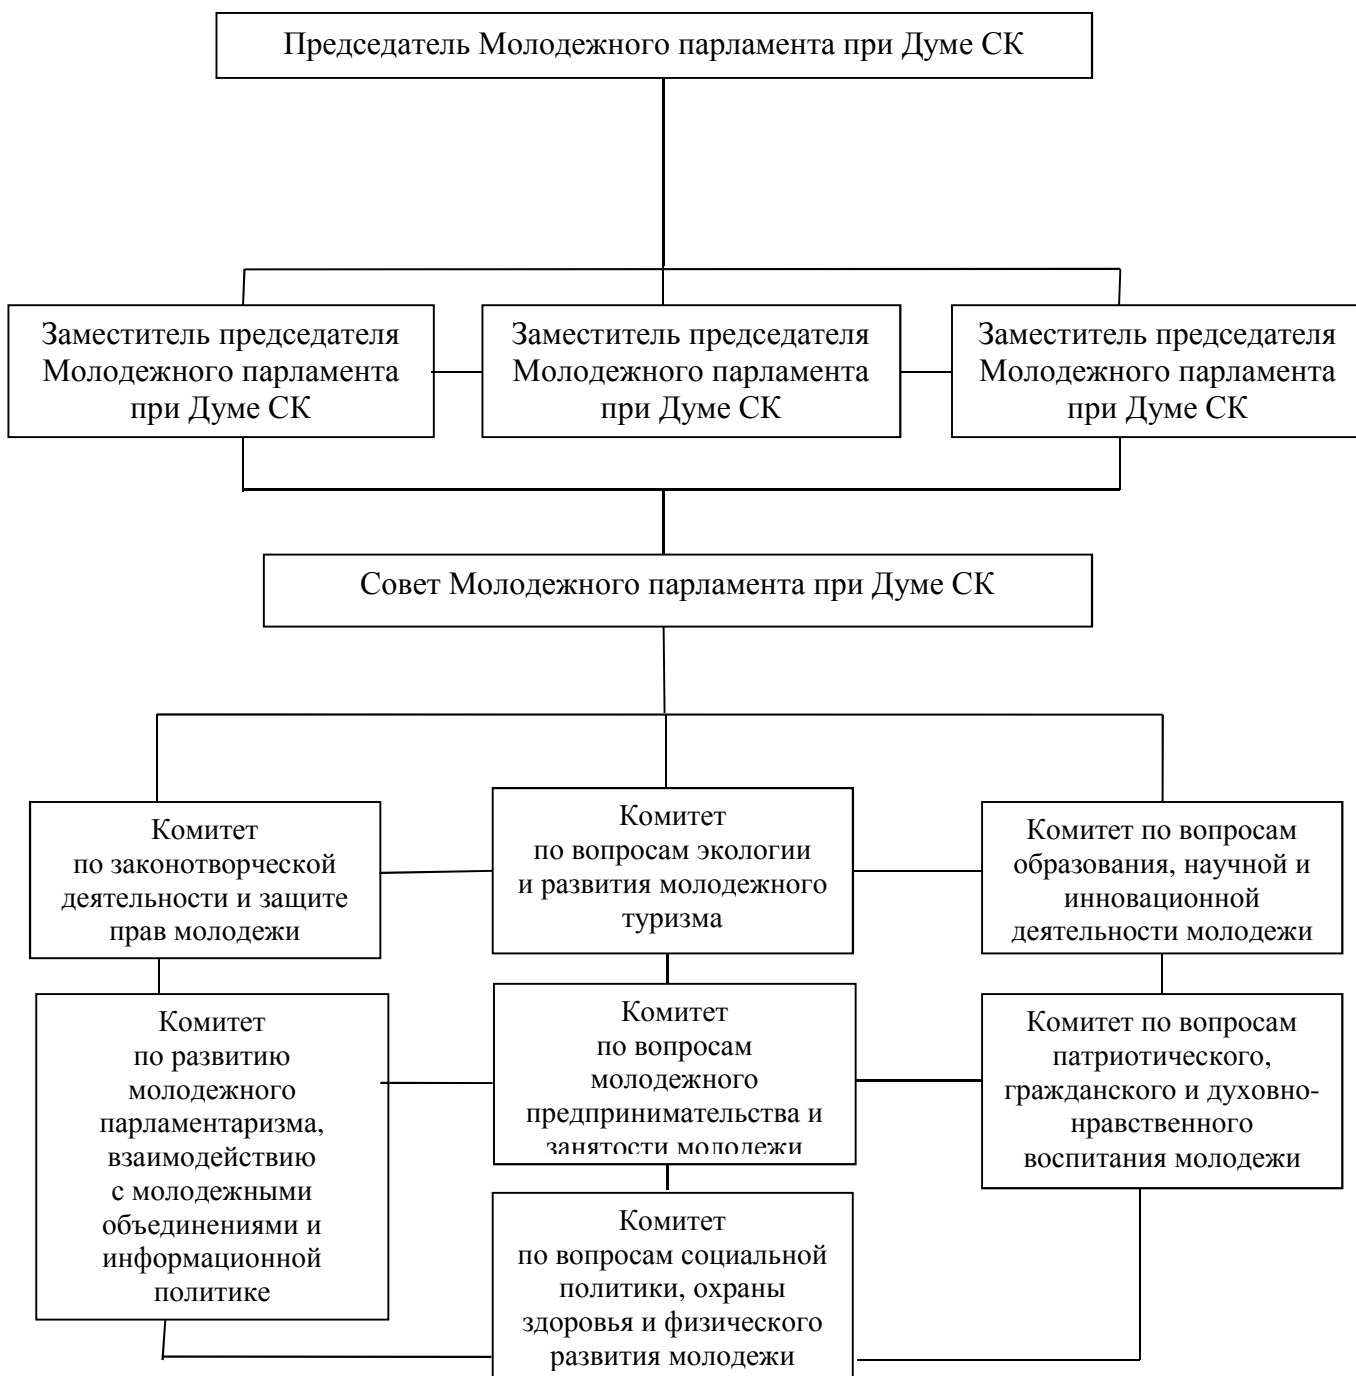 Председатель Молодежного парламента при Думе СК
Заместитель председателя
Молодежного парламента
при Думе СК
Заместитель председателя
Молодежного парламента
при Думе СК
Заместитель председателя
Молодежного парламента
при Думе СК
Совет Молодежного парламента при Думе СК
Комитет
по законотворческой
деятельности и защите
прав молодежи
Комитет
по вопросам экологии
и развития молодежного
туризма
Комитет по вопросам
образования, научной и
инновационной
деятельности молодежи
Комитет
по развитию
молодежного
парламентаризма,
взаимодействию
с молодежными
объединениями и
информационной
политике
Комитет
по вопросам
молодежного
предпринимательства и
занятости молодежи
Комитет по вопросам
патриотического,
гражданского и духовно-
нравственного
воспитания молодежи
Комитет
по вопросам социальной
политики, охраны
здоровья и физического
развития молодежи